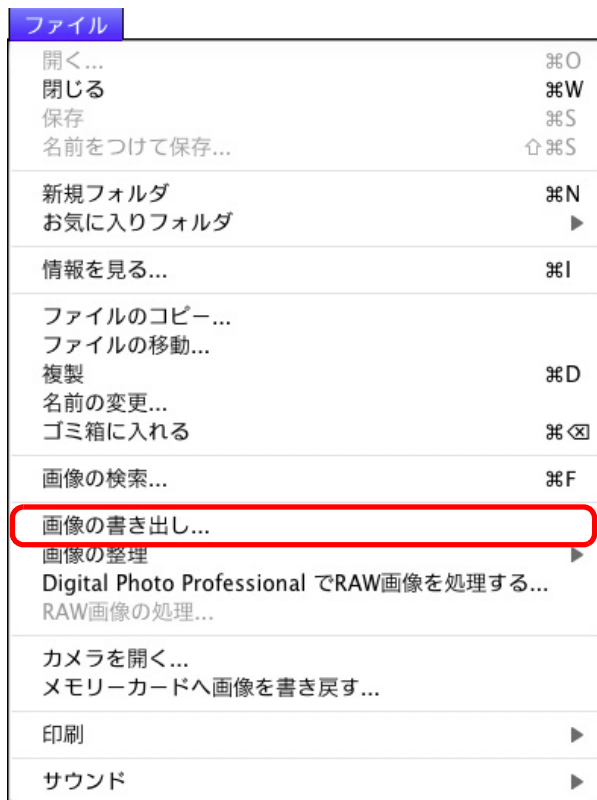 ファイル
開く... ⌘O
閉じる ⌘W
保存 ⌘S
名前をつけて保存... ⇧⌘S
新規フォルダ ⌘N
お気に入りフォルダ ▶
情報を見る... ⌘I
ファイルのコピー...
ファイルの移動...
複製 ⌘D
名前の変更...
ゴミ箱に入れる ⌘⌫
画像の検索... ⌘F
画像の書き出し...
画像の整理 ▶
Digital Photo Professional でRAW画像を処理する...
RAW画像の処理...
カメラを開く...
メモリーカードへ画像を書き戻す...
印刷 ▶
サウンド ▶